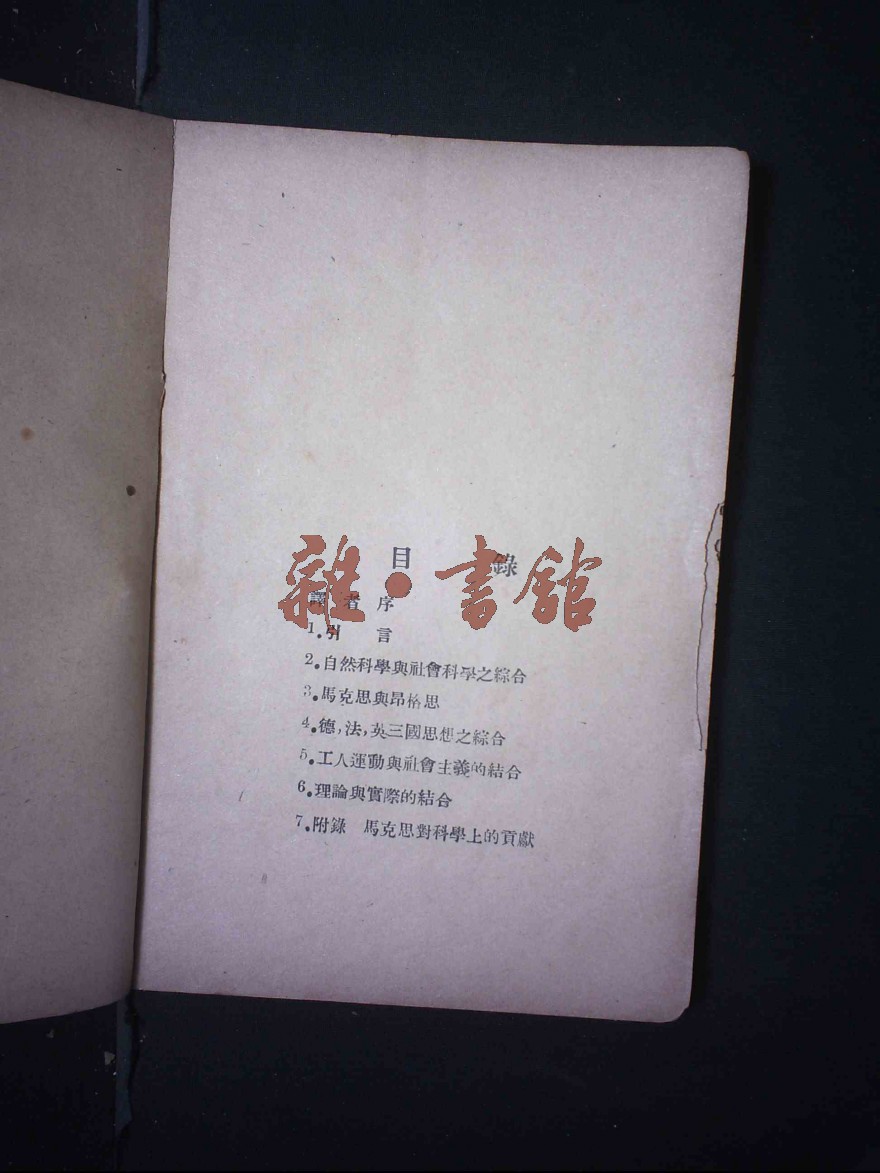 目 錄
雜·書館
譯者序
1.引 言
2.自然科學與社會科學之綜合
3.馬克思與昂格思
4.德,法,英三國思想之綜合
5.工人運動與社會主義的結合
6.理論與實際的結合
7.附錄 馬克思對科學上的貢獻